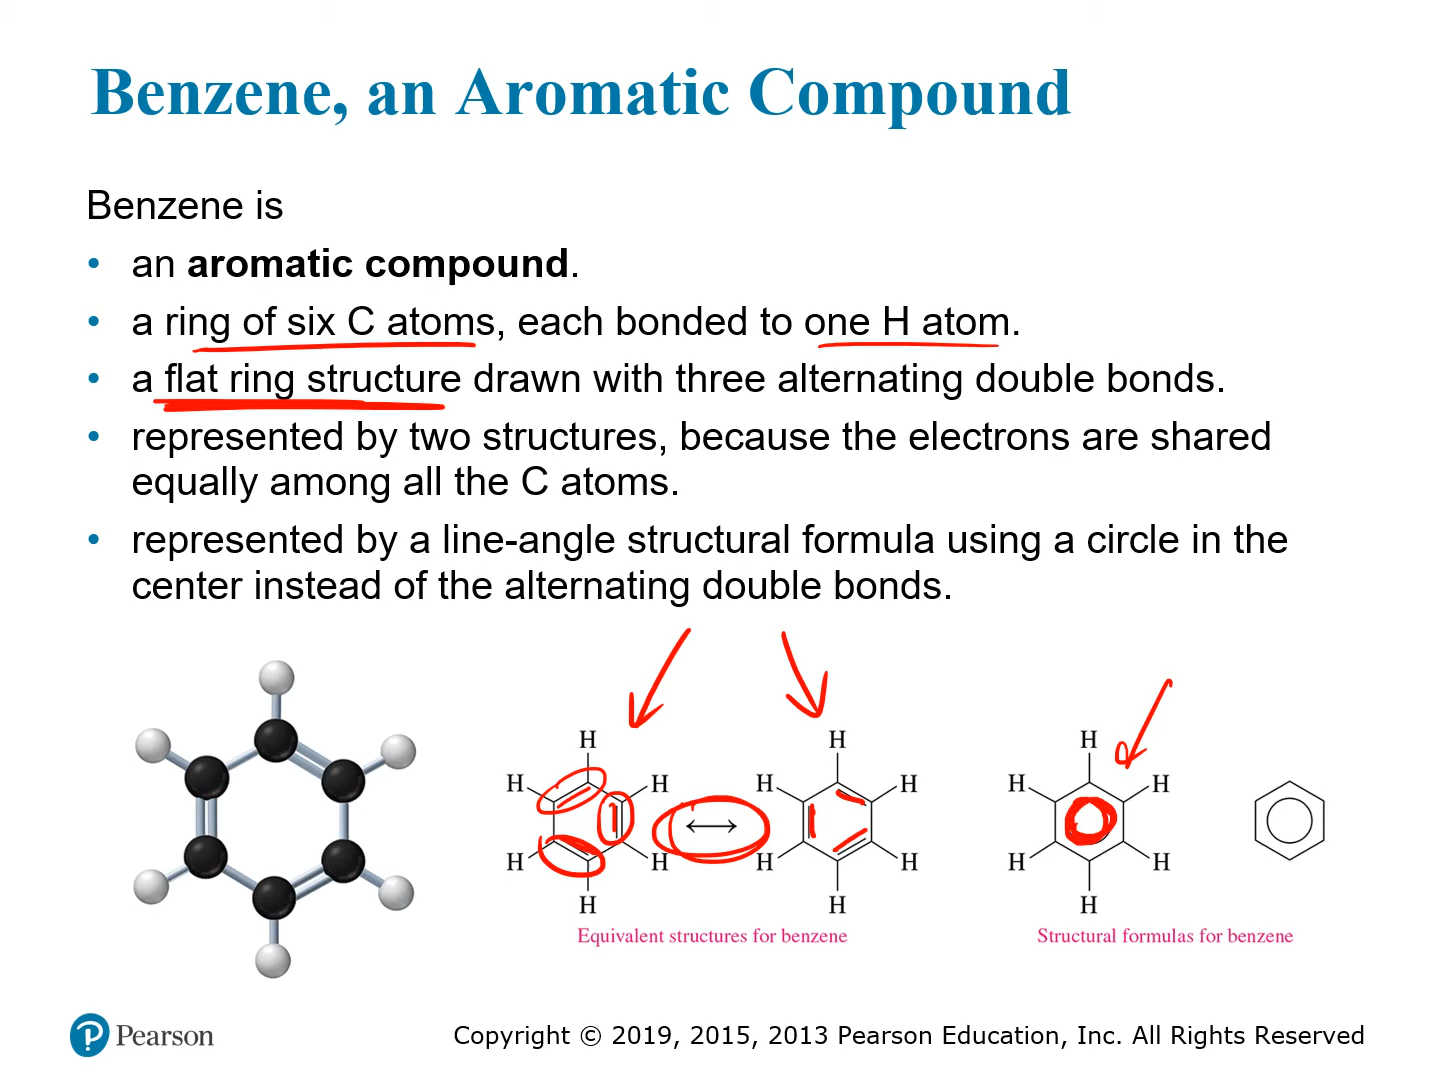 Benzene, an Aromatic Compound
Benzene is
• an aromatic compound.
• a ring of six C atoms, each bonded to one H atom.
• a flat ring structure drawn with three alternating double bonds.
• represented by two structures, because the electrons are shared
equally among all the C atoms.
• represented by a line-angle structural formula using a circle in the
center instead of the alternating double bonds.
H H H
H H H H H H
H H H H H H
H H H
Equivalent structures for benzene
Structural formulas for benzene
Pearson
Copyright © 2019, 2015, 2013 Pearson Education, Inc. All Rights Reserved